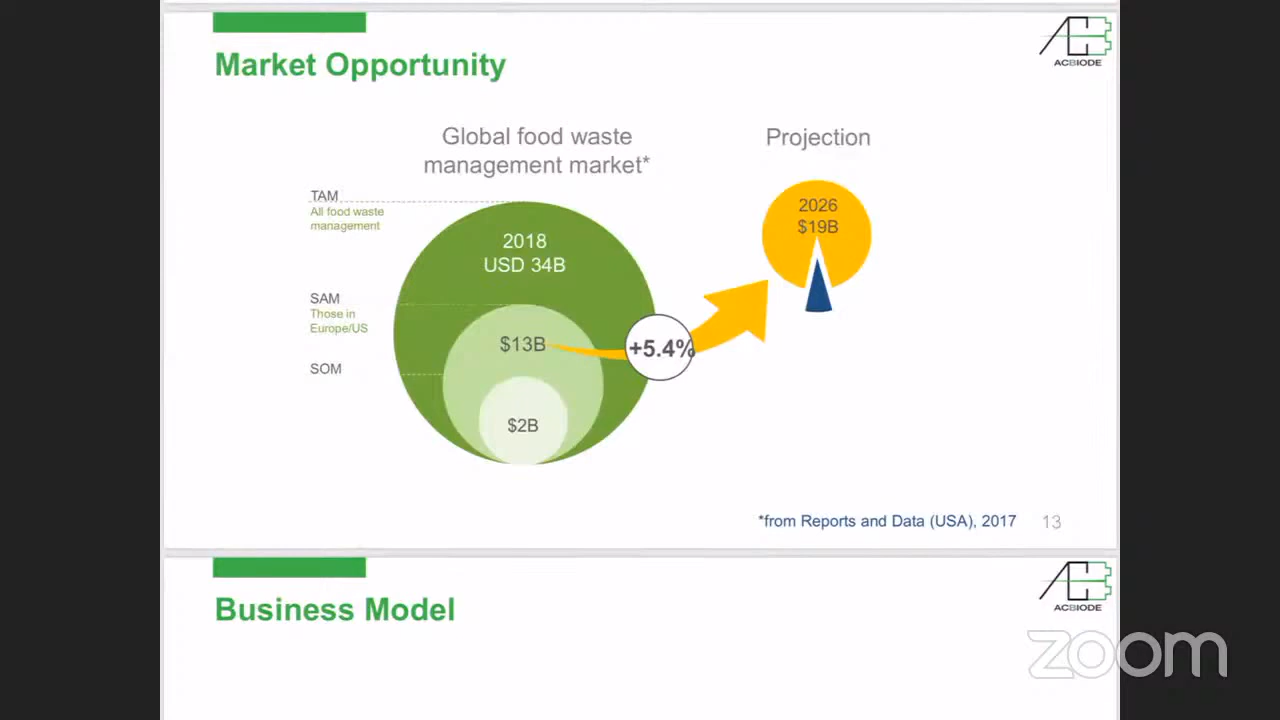 Market Opportunity
ACBIODE
Global food waste
management market*
Projection
TAM
All food waste
management
2018
USD 34B
2026
$19B
SAM
Those in
Europe/US
$13B
+5.4%
SOM
$2B
*from Reports and Data (USA), 2017
13
Business Model
ACBIODE
zoom